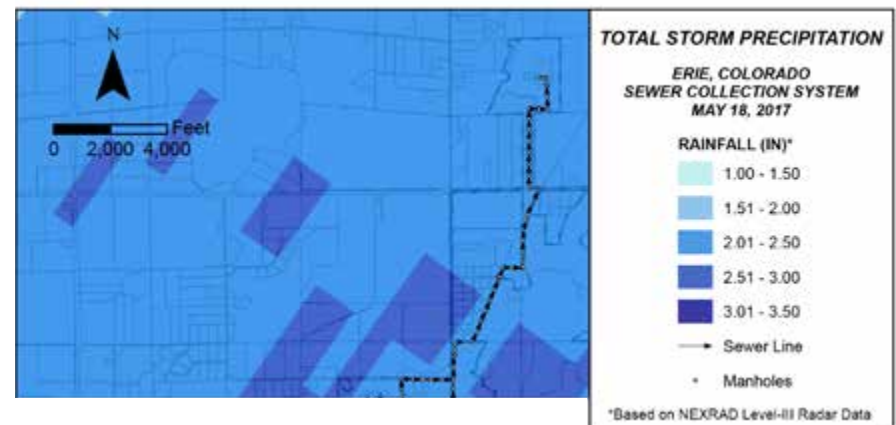 N
Feet
0 2,000 4,000
TOTAL STORM PRECIPITATION
ERIE, COLORADO
SEWER COLLECTION SYSTEM
MAY 18, 2017
RAINFALL (IN)*
1.00 - 1.50
1.51 - 2.00
2.01 - 2.50
2.51 - 3.00
3.01 - 3.50
Sewer Line
Manholes
*Based on NEXRAD Level-III Radar Data